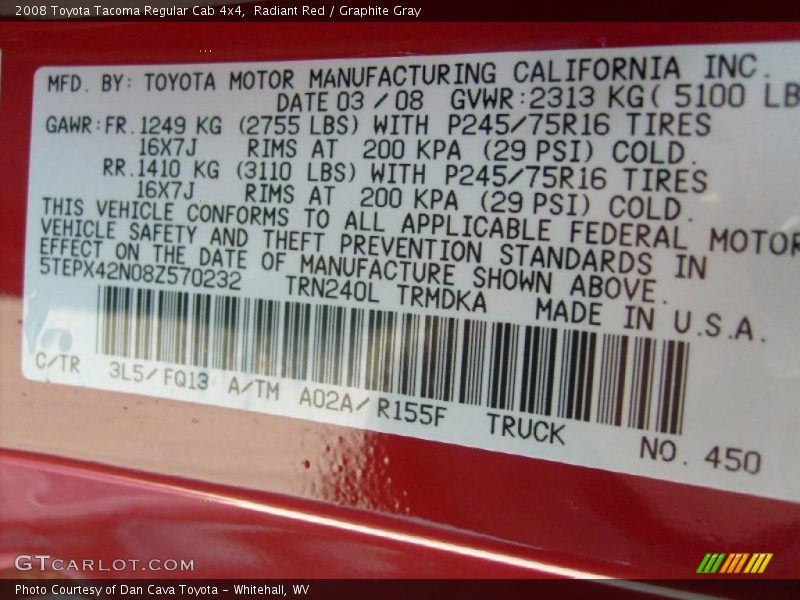 2008 Toyota Tacoma Regular Cab 4x4, Radiant Red / Graphite Gray
MFD. BY: TOYOTA MOTOR MANUFACTURING CALIFORNIA INC.
DATE 03 / 08 GVWR:2313 KG( 5100 LB
GAWR:FR.1249 KG (2755 LBS) WITH P245/75R16 TIRES
16X7J RIMS AT 200 KPA (29 PSI) COLD.
RR.1410 KG (3110 LBS) WITH P245/75R16 TIRES
16X7J RIMS AT 200 KPA (29 PSI) COLD.
THIS VEHICLE CONFORMS TO ALL APPLICABLE FEDERAL MOTOR
VEHICLE SAFETY AND THEFT PREVENTION STANDARDS IN
EFFECT ON THE DATE OF MANUFACTURE SHOWN ABOVE.
5TEPX42N08Z570232 TRN240L TRMDKA MADE IN U.S.A.
C/TR 3L5/FQ13 A/TM A02A/R155F TRUCK NO. 450
GTCARLOT.COM
Photo Courtesy of Dan Cava Toyota - Whitehall, WV